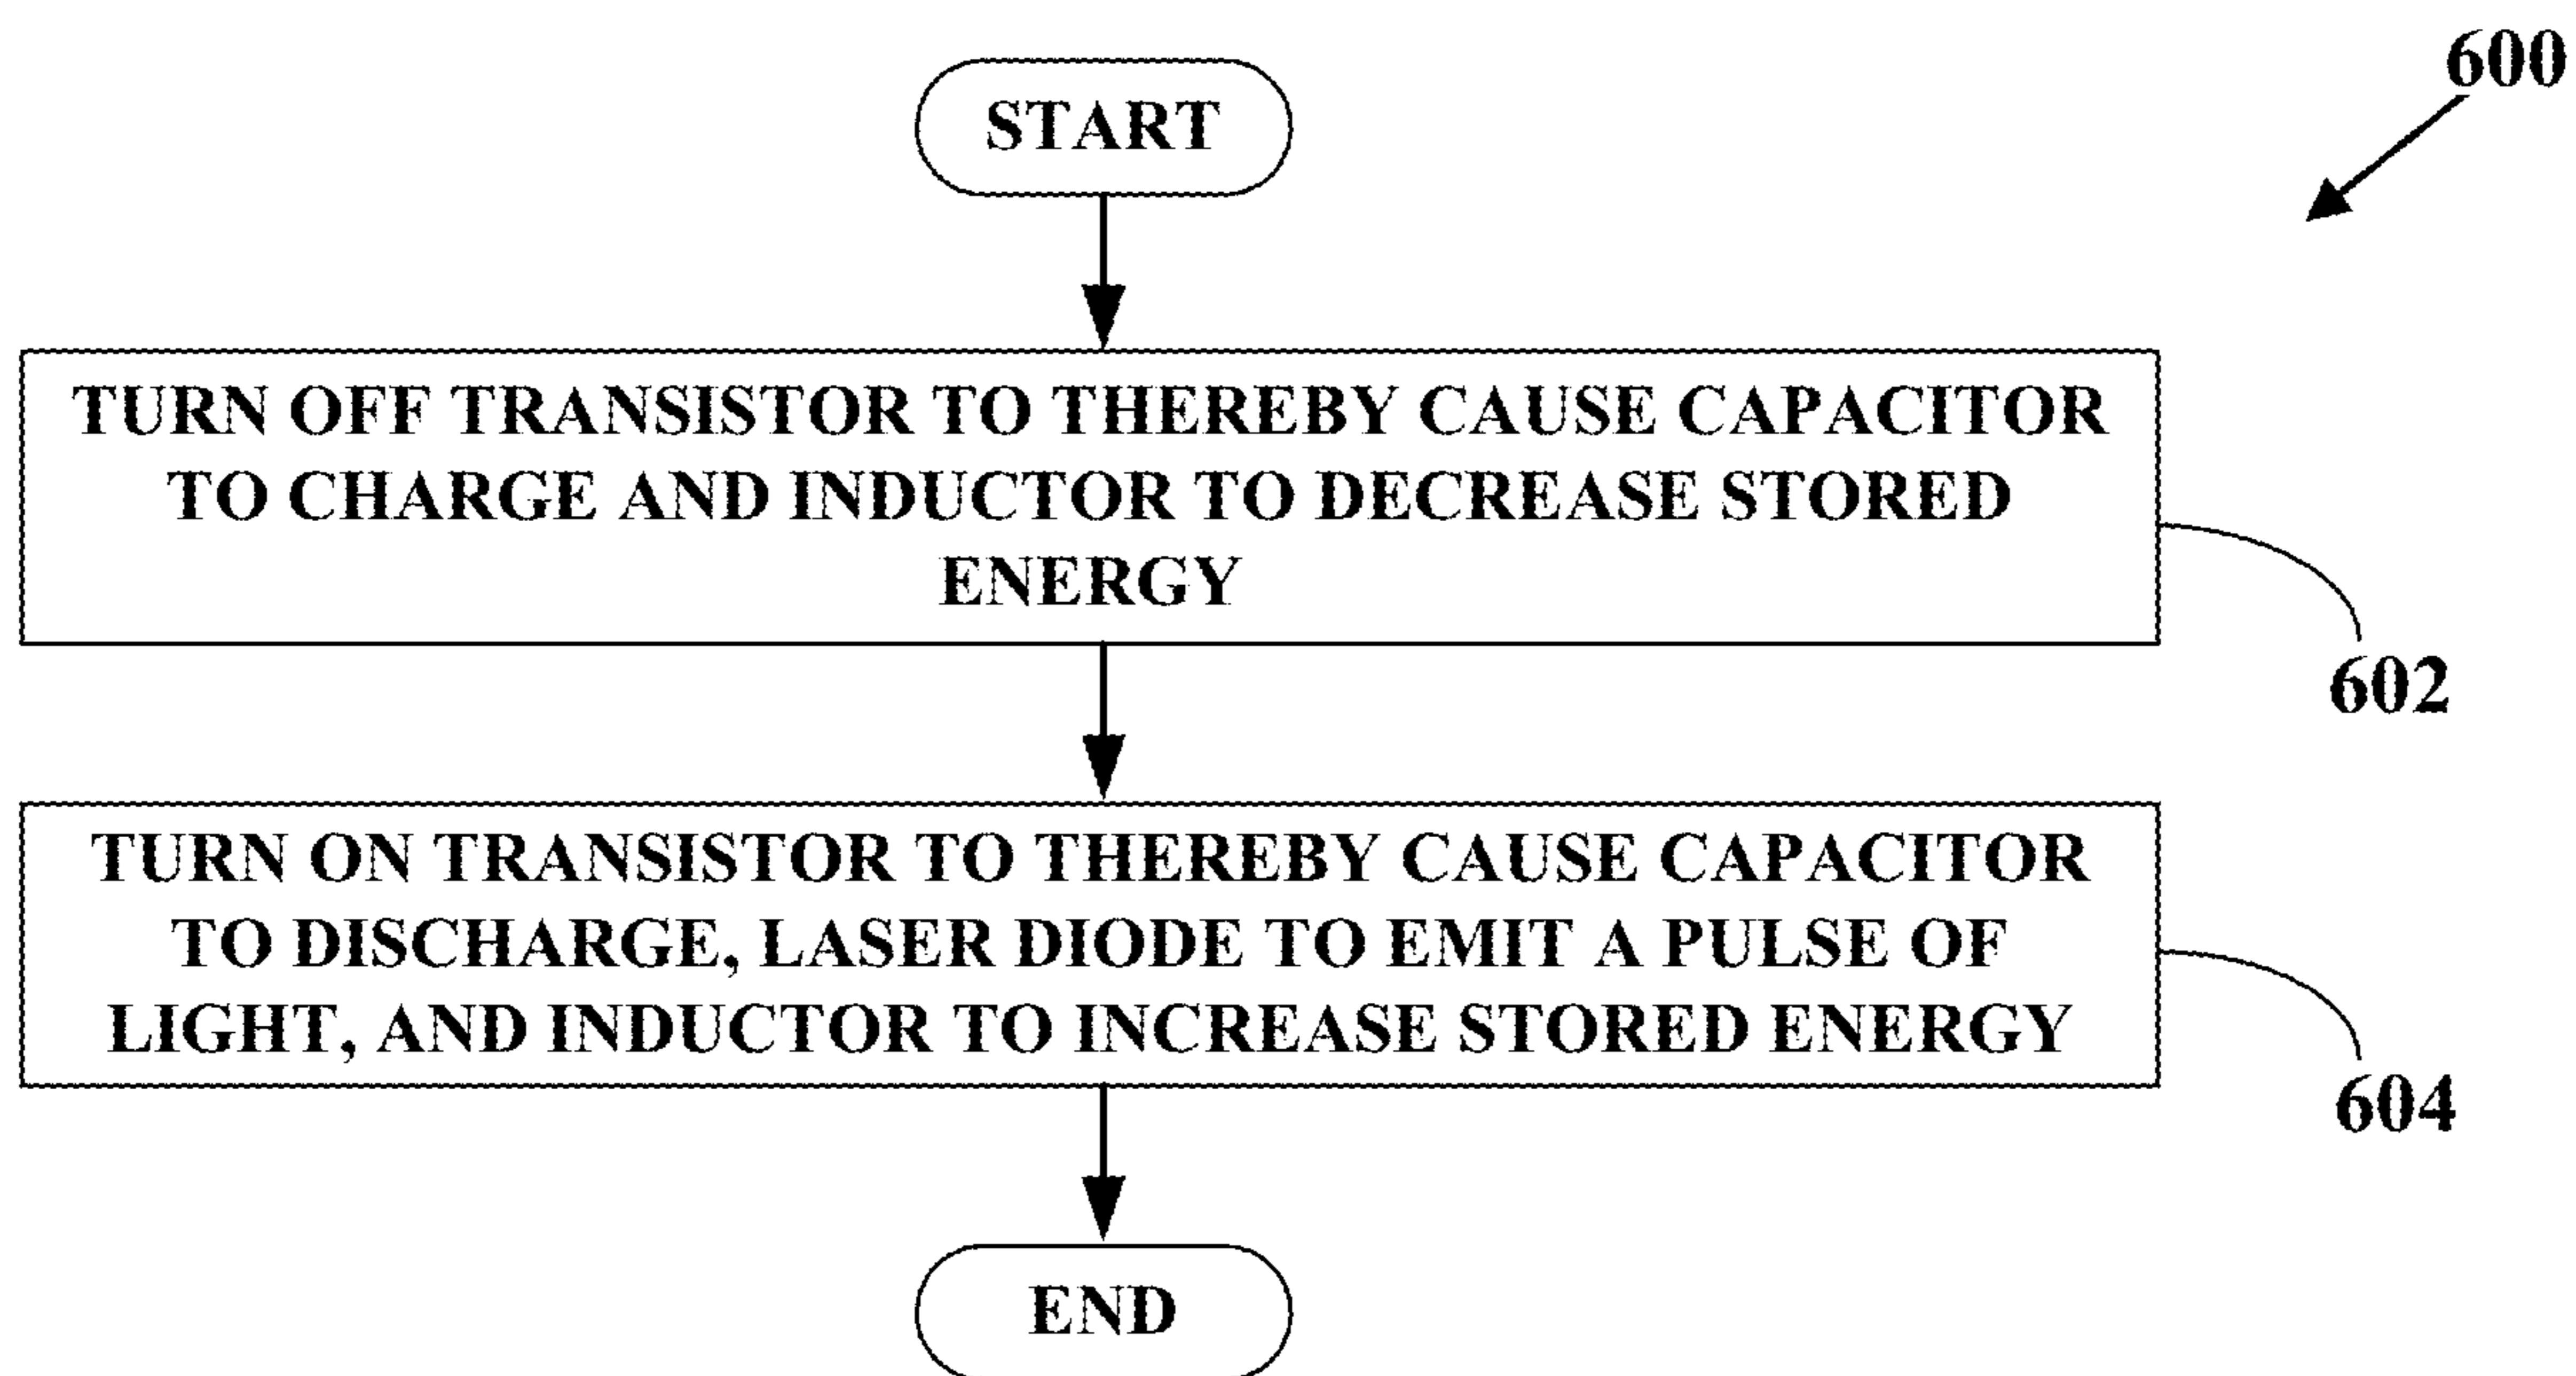 600
START
TURN OFF TRANSISTOR TO THEREBY CAUSE CAPACITOR
TO CHARGE AND INDUCTOR TO DECREASE STORED
ENERGY
602
TURN ON TRANSISTOR TO THEREBY CAUSE CAPACITOR
TO DISCHARGE, LASER DIODE TO EMIT A PULSE OF
LIGHT, AND INDUCTOR TO INCREASE STORED ENERGY
604
END